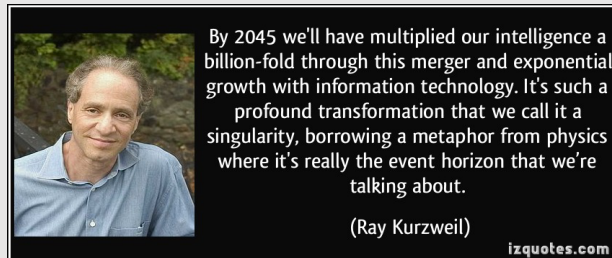 By 2045 we'll have multiplied our intelligence a
billion-fold through this merger and exponential
growth with information technology. It's such a
profound transformation that we call it a
singularity, borrowing a metaphor from physics
where it's really the event horizon that we’re
talking about.
(Ray Kurzweil)
izquotes.com